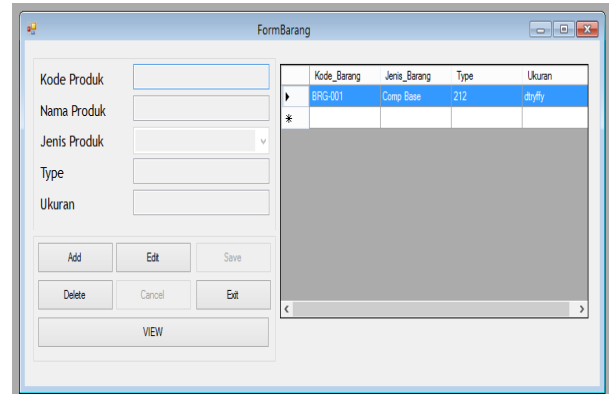 FormBarang
Kode Produk
Nama Produk
Jenis Produk
Type
Ukuran
Add Edit Save
Delete Cancel Exit
VIEW
Kode_Barang Jenis_Barang Type Ukuran
BRG-001 Comp Base 212 dtryffy